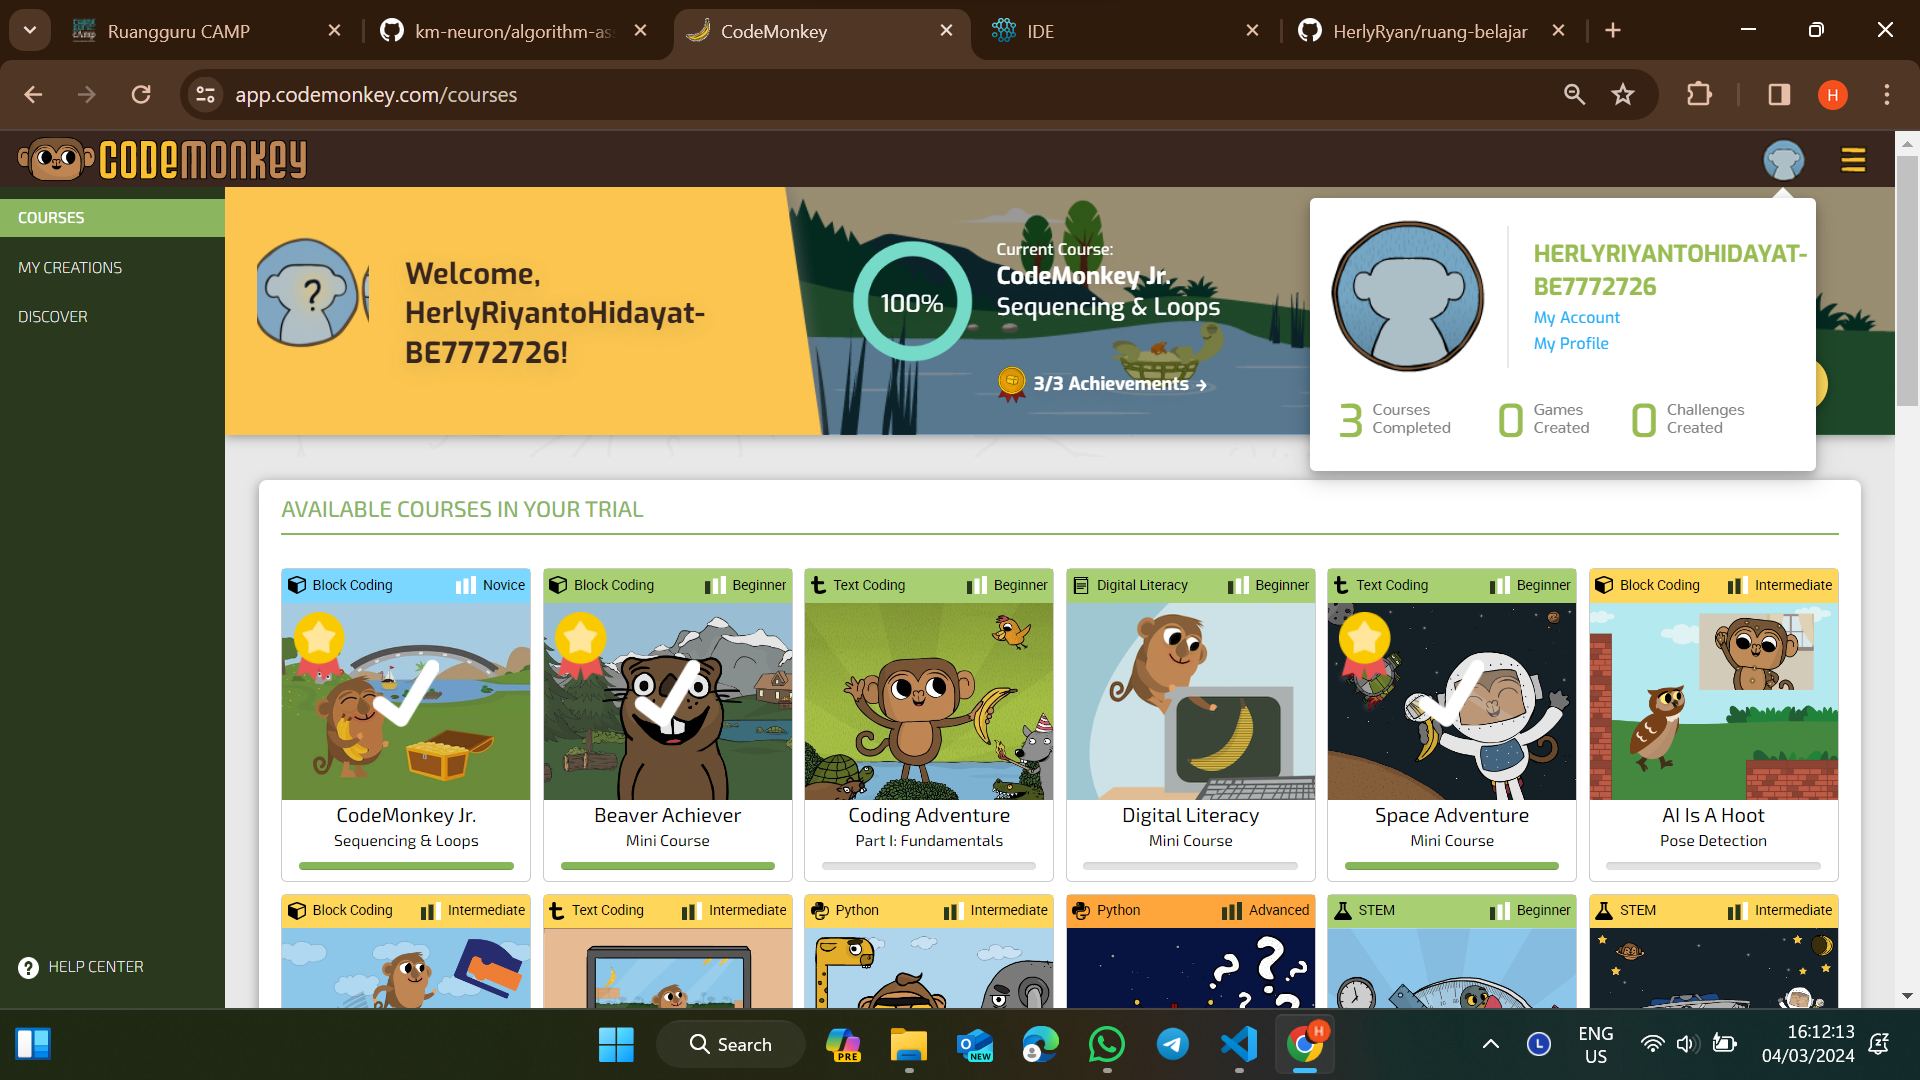 Ruangguru CAMP
km-neuron/algorithm-as
CodeMonkey
IDE
HerlyRyan/ruang-belajar
app.codemonkey.com/courses
H
CODEMONKEY
COURSES
MY CREATIONS
DISCOVER
HELP CENTER
Welcome,
HerlyRiyantoHidayat-
BE7772726!
100%
Current Course:
CodeMonkey Jr.
Sequencing & Loops
3/3 Achievements →
HERLYRIYANTOHIDAYAT-
BE7772726
My Account
My Profile
3 Courses Completed
0 Games Created
0 Challenges Created
AVAILABLE COURSES IN YOUR TRIAL
Block Coding Novice
CodeMonkey Jr.
Sequencing & Loops
Block Coding Beginner
Beaver Achiever
Mini Course
Text Coding Beginner
Coding Adventure
Part I: Fundamentals
Digital Literacy Beginner
Digital Literacy
Mini Course
Text Coding Beginner
Space Adventure
Mini Course
Block Coding Intermediate
AI Is A Hoot
Pose Detection
Block Coding Intermediate
Text Coding Intermediate
Python Intermediate
Python Advanced
STEM Beginner
STEM Intermediate
Search
PRE
NEW
H
L
ENG
US
16:12:13
04/03/2024